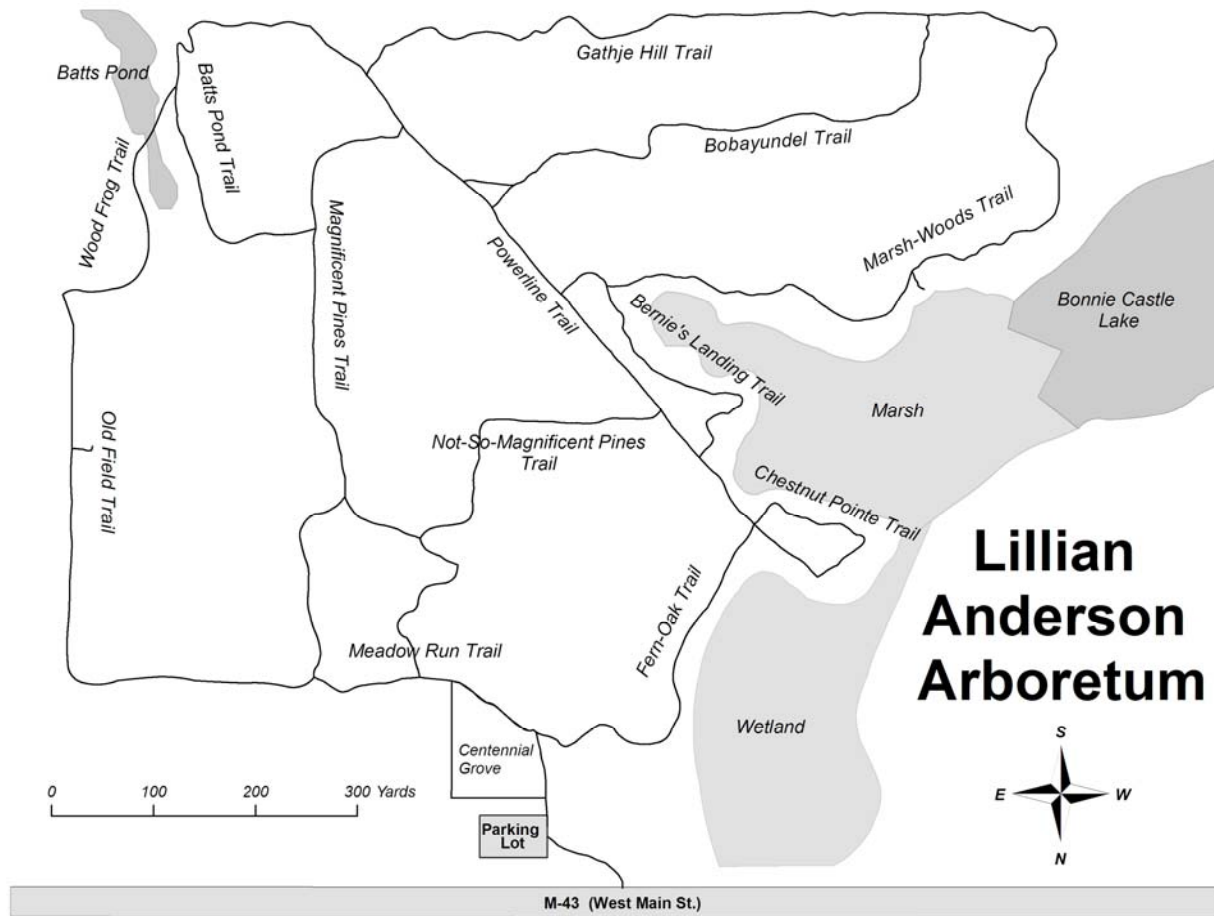 Gathje Hill Trail
Batts Pond
Batts Pond Trail
Bobayundel Trail
Wood Frog Trail
Magnificent Pines Trail
Marsh-Woods Trail
Powerline Trail
Bonnie Castle
Lake
Bernie's Landing Trail
Marsh
Old Field Trail
Not-So-Magnificent Pines
Trail
Chestnut Pointe Trail
Lillian
Anderson
Arboretum
Fern-Oak Trail
Meadow Run Trail
Wetland
Centennial
Grove
S
E
W
N
0 100 200 300 Yards
Parking
Lot
M-43 (West Main St.)